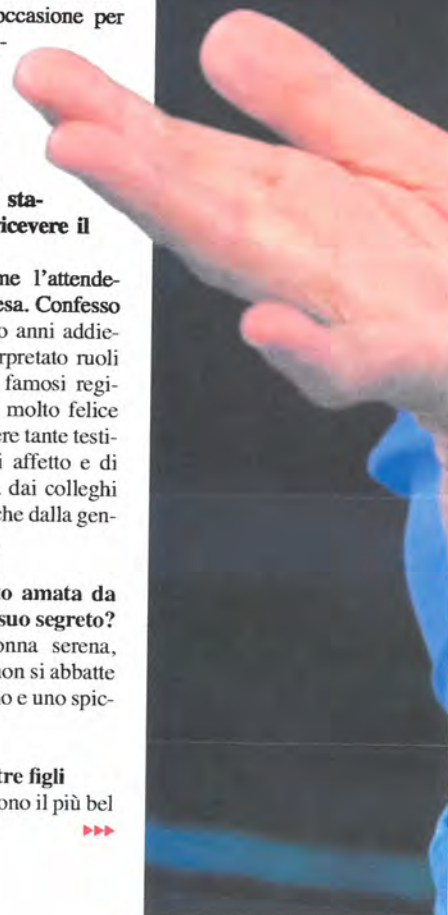 occasione per
-
sta-
ricevere il
me l'attende-
esa. Confesso
o anni addie-
rpretato ruoli
famosi regi-
molto felice
ere tante testi-
i affetto e di
dai colleghi
che dalla gen-
o amata da
suo segreto?
onna serena,
non si abbatte
o e uno spic-
tre figli
ono il più bel
▸▸▸